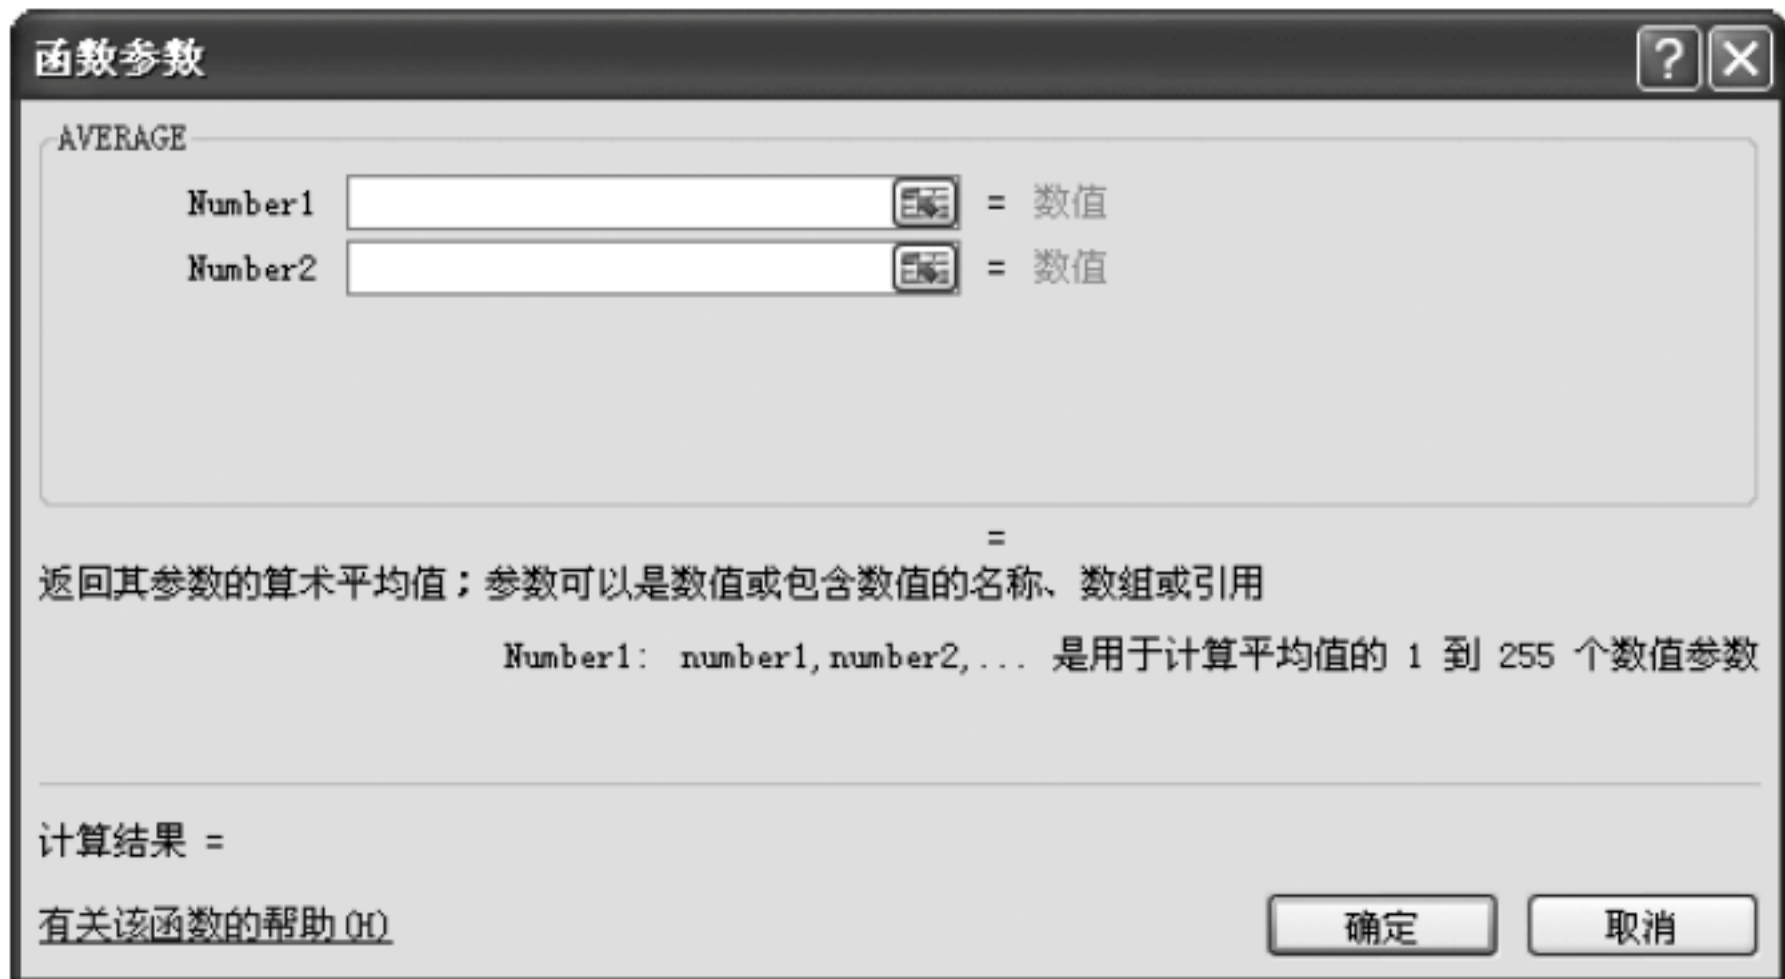 函数参数
AVERAGE
Number1 = 数值
Number2 = 数值
=
返回其参数的算术平均值；参数可以是数值或包含数值的名称、数组或引用
Number1: number1,number2,... 是用于计算平均值的 1 到 255 个数值参数
计算结果 =
有关该函数的帮助(H)
确定 取消